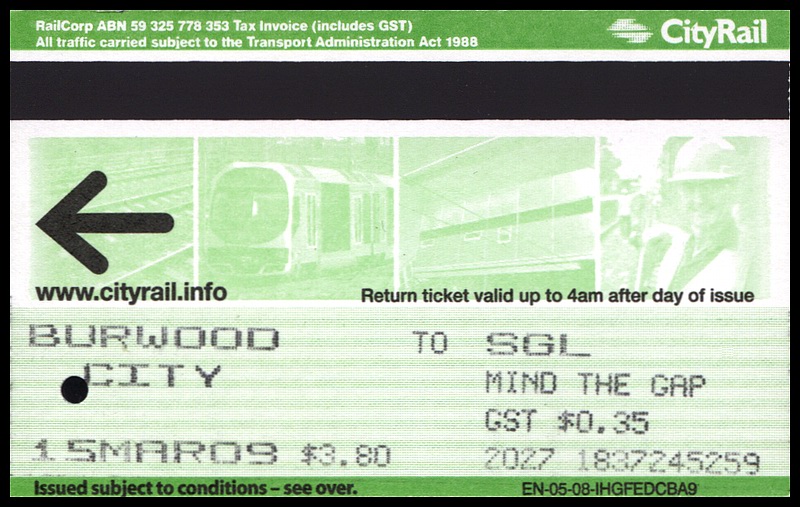 RailCorp ABN 59 325 778 353 Tax Invoice (includes GST)
All traffic carried subject to the Transport Administration Act 1988
CityRail
www.cityrail.info
Return ticket valid up to 4am after day of issue
BURWOOD TO SGL
CITY MIND THE GAP
GST $0.35
15MAR09 $3.80 2027 1837245259
Issued subject to conditions – see over.
EN-05-08-IHGFEDCBA9